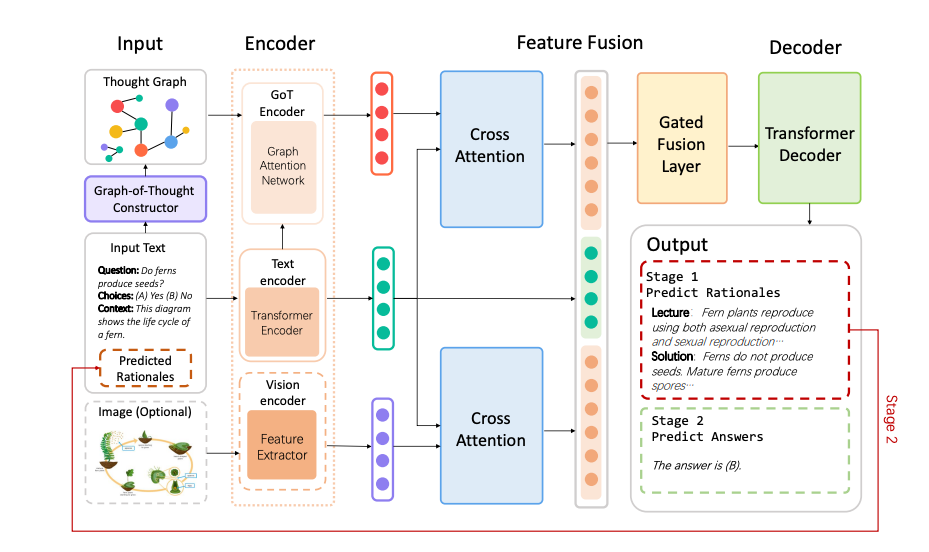 Input
Encoder
Feature Fusion
Decoder
Thought Graph
Graph-of-Thought
Constructor
Input Text
Question: Do ferns
produce seeds?
Choices: (A) Yes (B) No
Context: This diagram
shows the life cycle of
a fern.
Predicted
Rationales
Image (Optional)
GoT
Encoder
Graph
Attention
Network
Text
encoder
Transformer
Encoder
Vision
encoder
Feature
Extractor
Cross
Attention
Cross
Attention
Gated
Fusion
Layer
Transformer
Decoder
Output
Stage 1
Predict Rationales
Lecture: Fern plants reproduce
using both asexual reproduction
and sexual reproduction···
Solution: Ferns do not produce
seeds. Mature ferns produce
spores···
Stage 2
Predict Answers
The answer is (B).
Stage 2